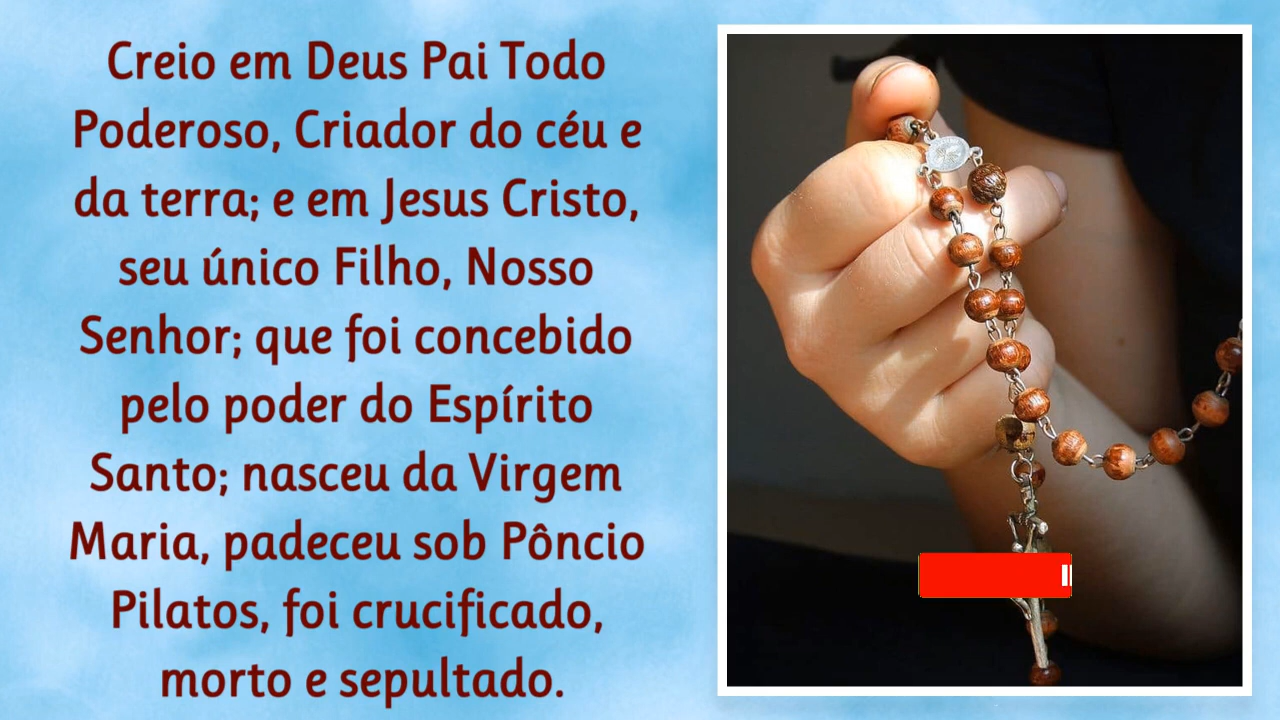 Creio em Deus Pai Todo
Poderoso, Criador do céu e
da terra; e em Jesus Cristo,
seu único Filho, Nosso
Senhor; que foi concebido
pelo poder do Espírito
Santo; nasceu da Virgem
Maria, padeceu sob Pôncio
Pilatos, foi crucificado,
morto e sepultado.